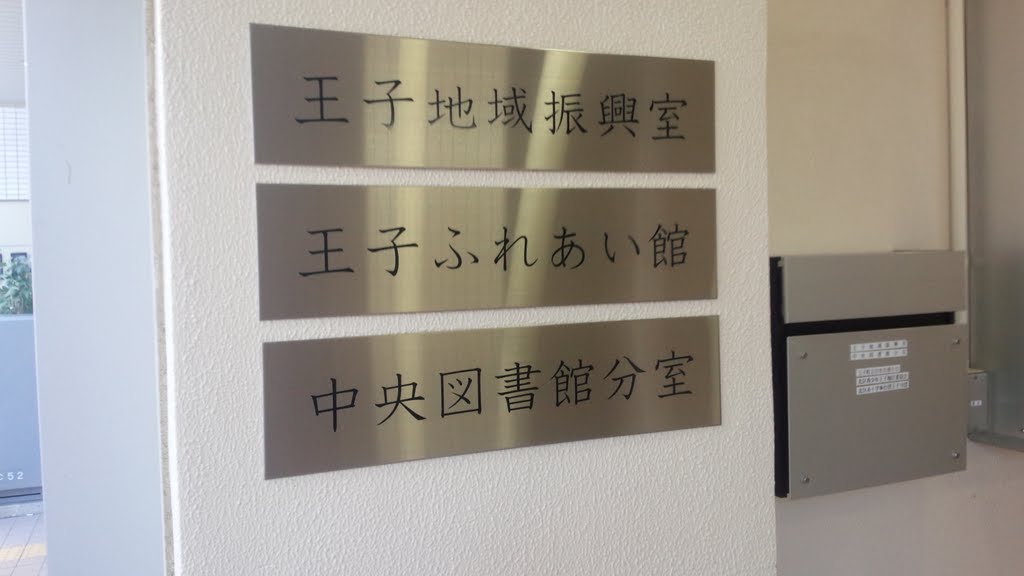 王子地域振興室
王子ふれあい館
中央図書館分室
c52